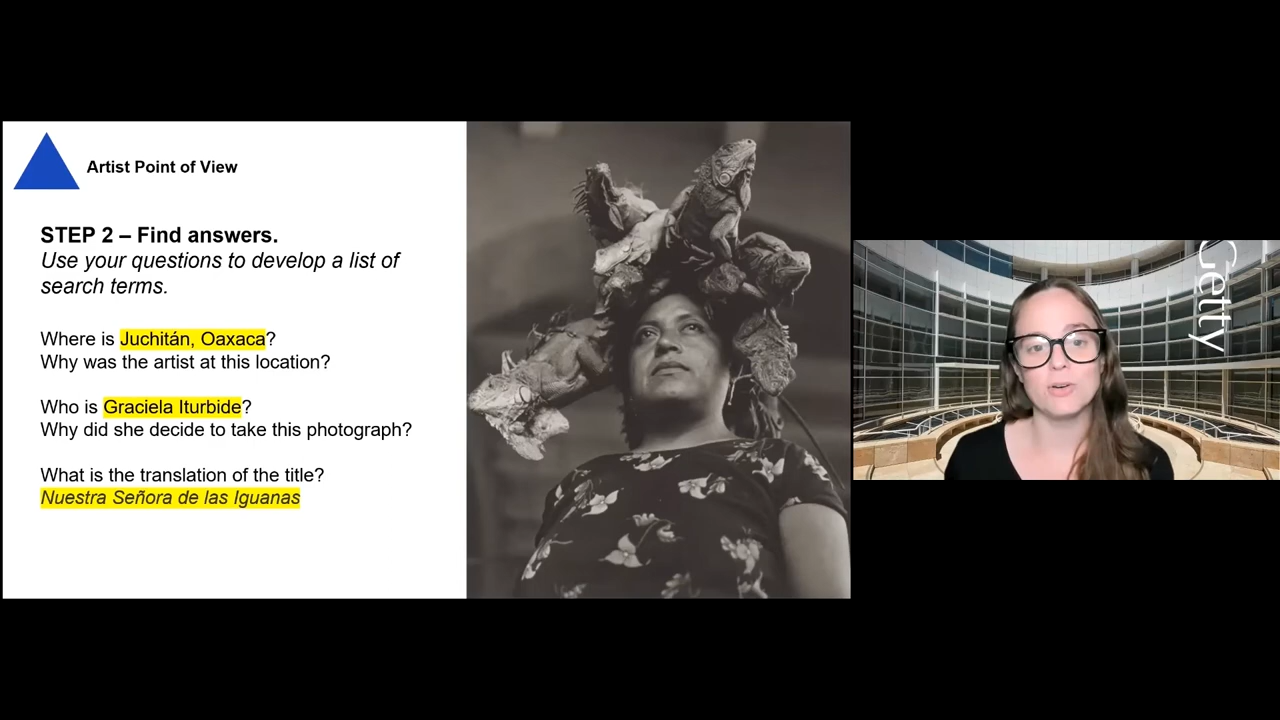 Artist Point of View
STEP 2 – Find answers.
Use your questions to develop a list of
search terms.
Where is Juchitán, Oaxaca?
Why was the artist at this location?
Who is Graciela Iturbide?
Why did she decide to take this photograph?
What is the translation of the title?
Nuestra Señora de las Iguanas
Getty